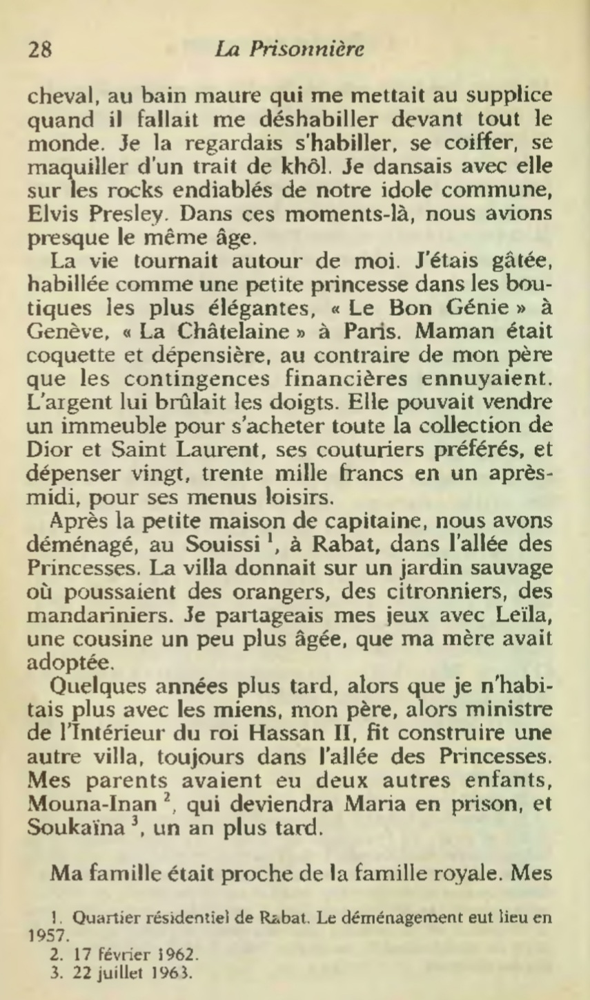 28 La Prisonnière
cheval, au bain maure qui me mettait au supplice
quand il fallait me déshabiller devant tout le
monde. Je la regardais s'habiller, se coiffer, se
maquiller d'un trait de khôl. Je dansais avec elle
sur les rocks endiablés de notre idole commune,
Elvis Presley. Dans ces moments-là, nous avions
presque le même âge.
La vie tournait autour de moi. J'étais gâtée,
habillée comme une petite princesse dans les bou-
tiques les plus élégantes, « Le Bon Génie » à
Genève, « La Châtelaine » à Paris. Maman était
coquette et dépensière, au contraire de mon père
que les contingences financières ennuyaient.
L'argent lui brûlait les doigts. Elle pouvait vendre
un immeuble pour s'acheter toute la collection de
Dior et Saint Laurent, ses couturiers préférés, et
dépenser vingt, trente mille francs en un après-
midi, pour ses menus loisirs.
Après la petite maison de capitaine, nous avons
déménagé, au Souissi ¹, à Rabat, dans l'allée des
Princesses. La villa donnait sur un jardin sauvage
où poussaient des orangers, des citronniers, des
mandariniers. Je partageais mes jeux avec Leïla,
une cousine un peu plus âgée, que ma mère avait
adoptée.
Quelques années plus tard, alors que je n'habi-
tais plus avec les miens, mon père, alors ministre
de l'Intérieur du roi Hassan II, fit construire une
autre villa, toujours dans l'allée des Princesses.
Mes parents avaient eu deux autres enfants,
Mouna-Inan ², qui deviendra Maria en prison, et
Soukaïna ³, un an plus tard.
Ma famille était proche de la famille royale. Mes
1. Quartier résidentiel de Rabat. Le déménagement eut lieu en
1957.
2. 17 février 1962.
3. 22 juillet 1963.